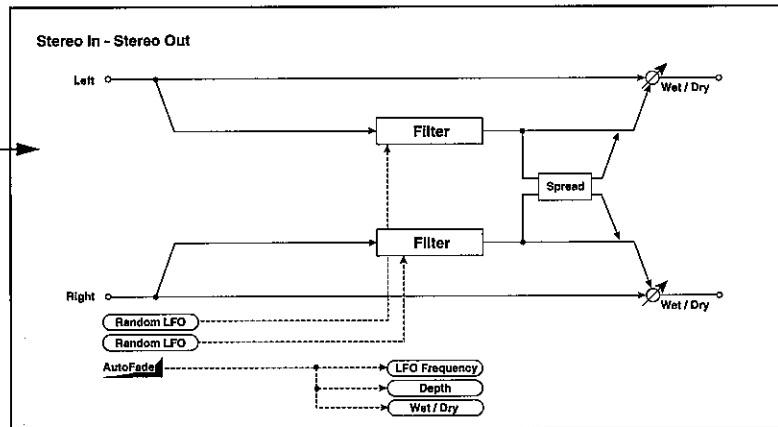 Stereo In - Stereo Out
Left
Wet / Dry
Filter
Spread
Filter
Right
Wet / Dry
Random LFO
Random LFO
AutoFade
LFO Frequency
Depth
Wet / Dry